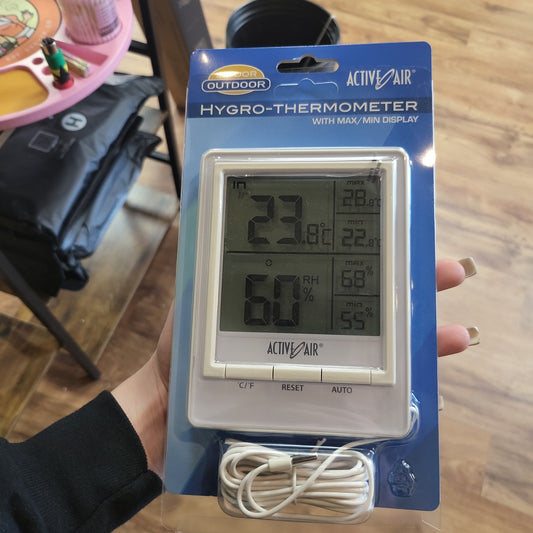 INDOOR
OUTDOOR
ACTIVE AIR®
HYGRO-THERMOMETER
WITH MAX/MIN DISPLAY
In
23.8°C
max
28.8°C
min
22.8°C
60 RH %
max
68%
min
55%
ACTIVE AIR®
°C/°F RESET AUTO